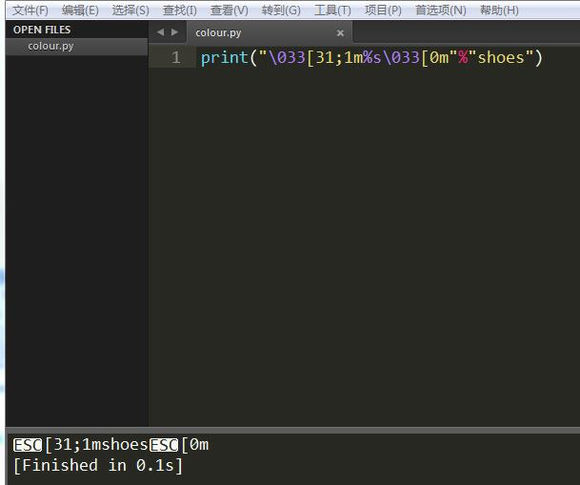 文件(F) 编辑(E) 选择(S) 查找(I) 查看(V) 转到(G) 工具(T) 项目(P) 首选项(N) 帮助(H)
OPEN FILES
colour.py
colour.py
1 print("\033[31;1m%s\033[0m"%"shoes")
ESC[31;1mshoesESC[0m
[Finished in 0.1s]